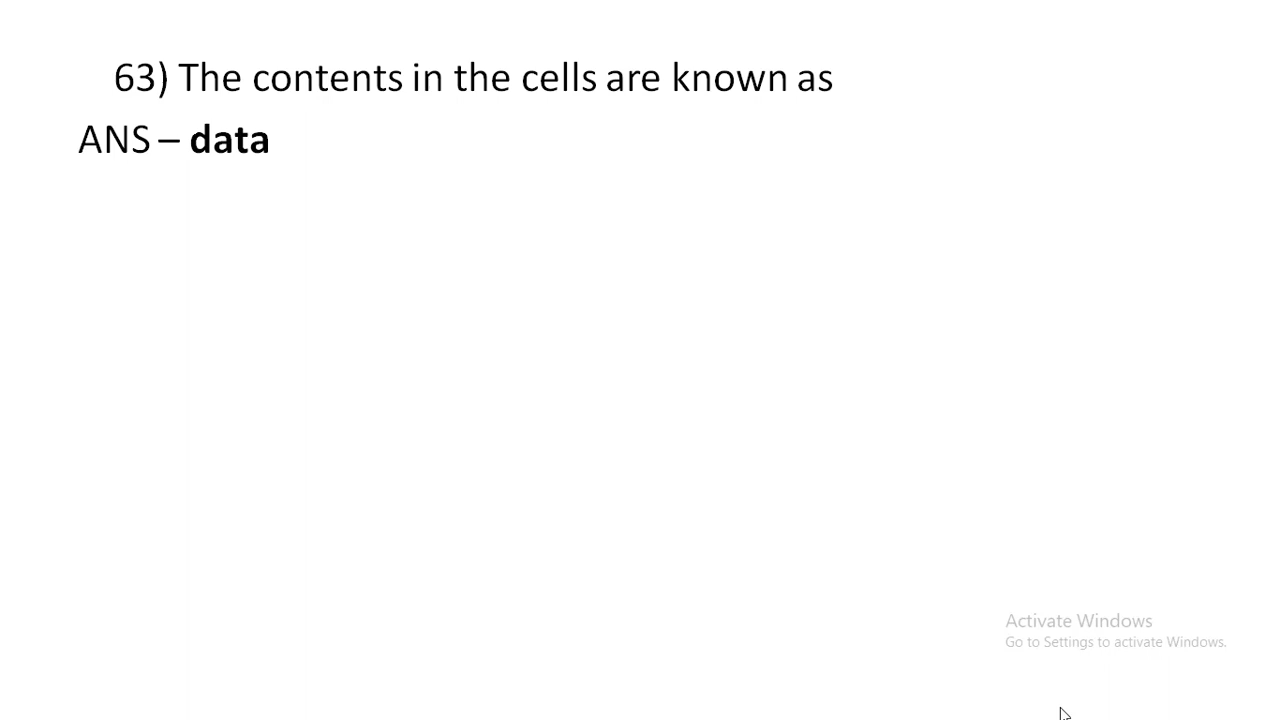 63) The contents in the cells are known as
ANS – data
Activate Windows
Go to Settings to activate Windows.